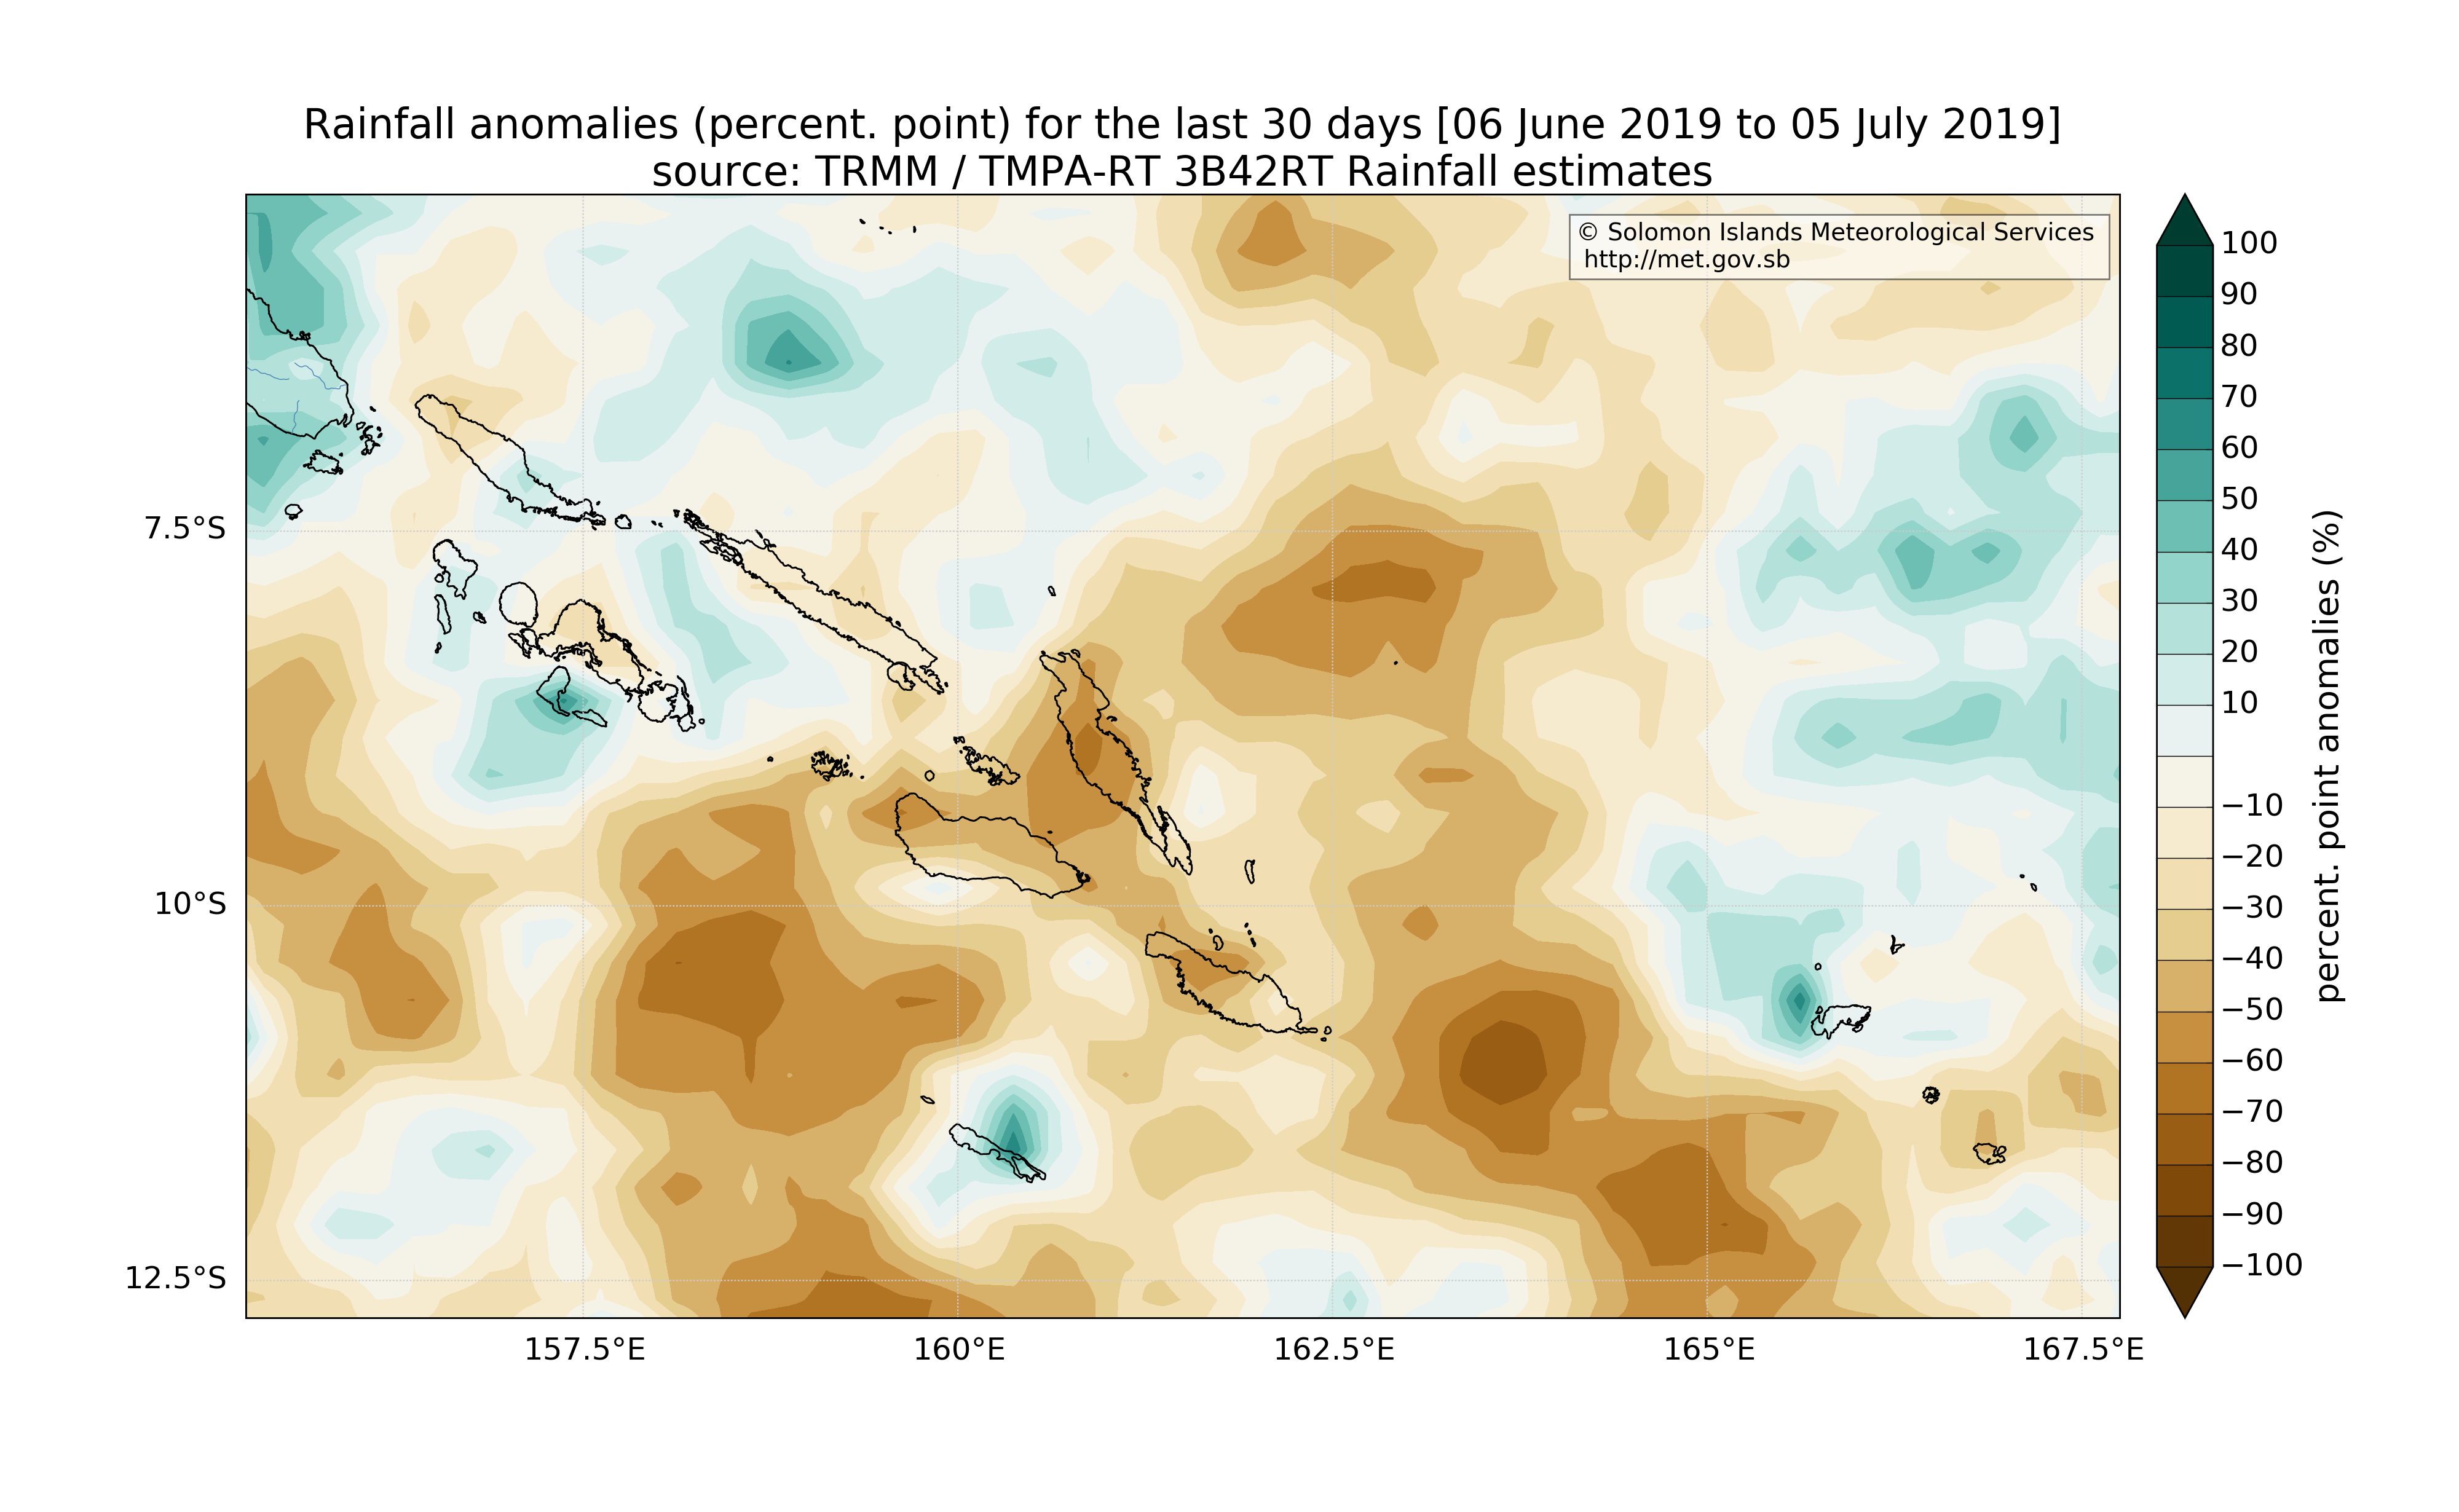 Rainfall anomalies (percent. point) for the last 30 days [06 June 2019 to 05 July 2019]
source: TRMM / TMPA-RT 3B42RT Rainfall estimates
© Solomon Islands Meteorological Services
http://met.gov.sb
7.5°S
10°S
12.5°S
157.5°E
160°E
162.5°E
165°E
167.5°E
100
90
80
70
60
50
40
30
20
10
−10
−20
−30
−40
−50
−60
−70
−80
−90
−100
percent. point anomalies (%)